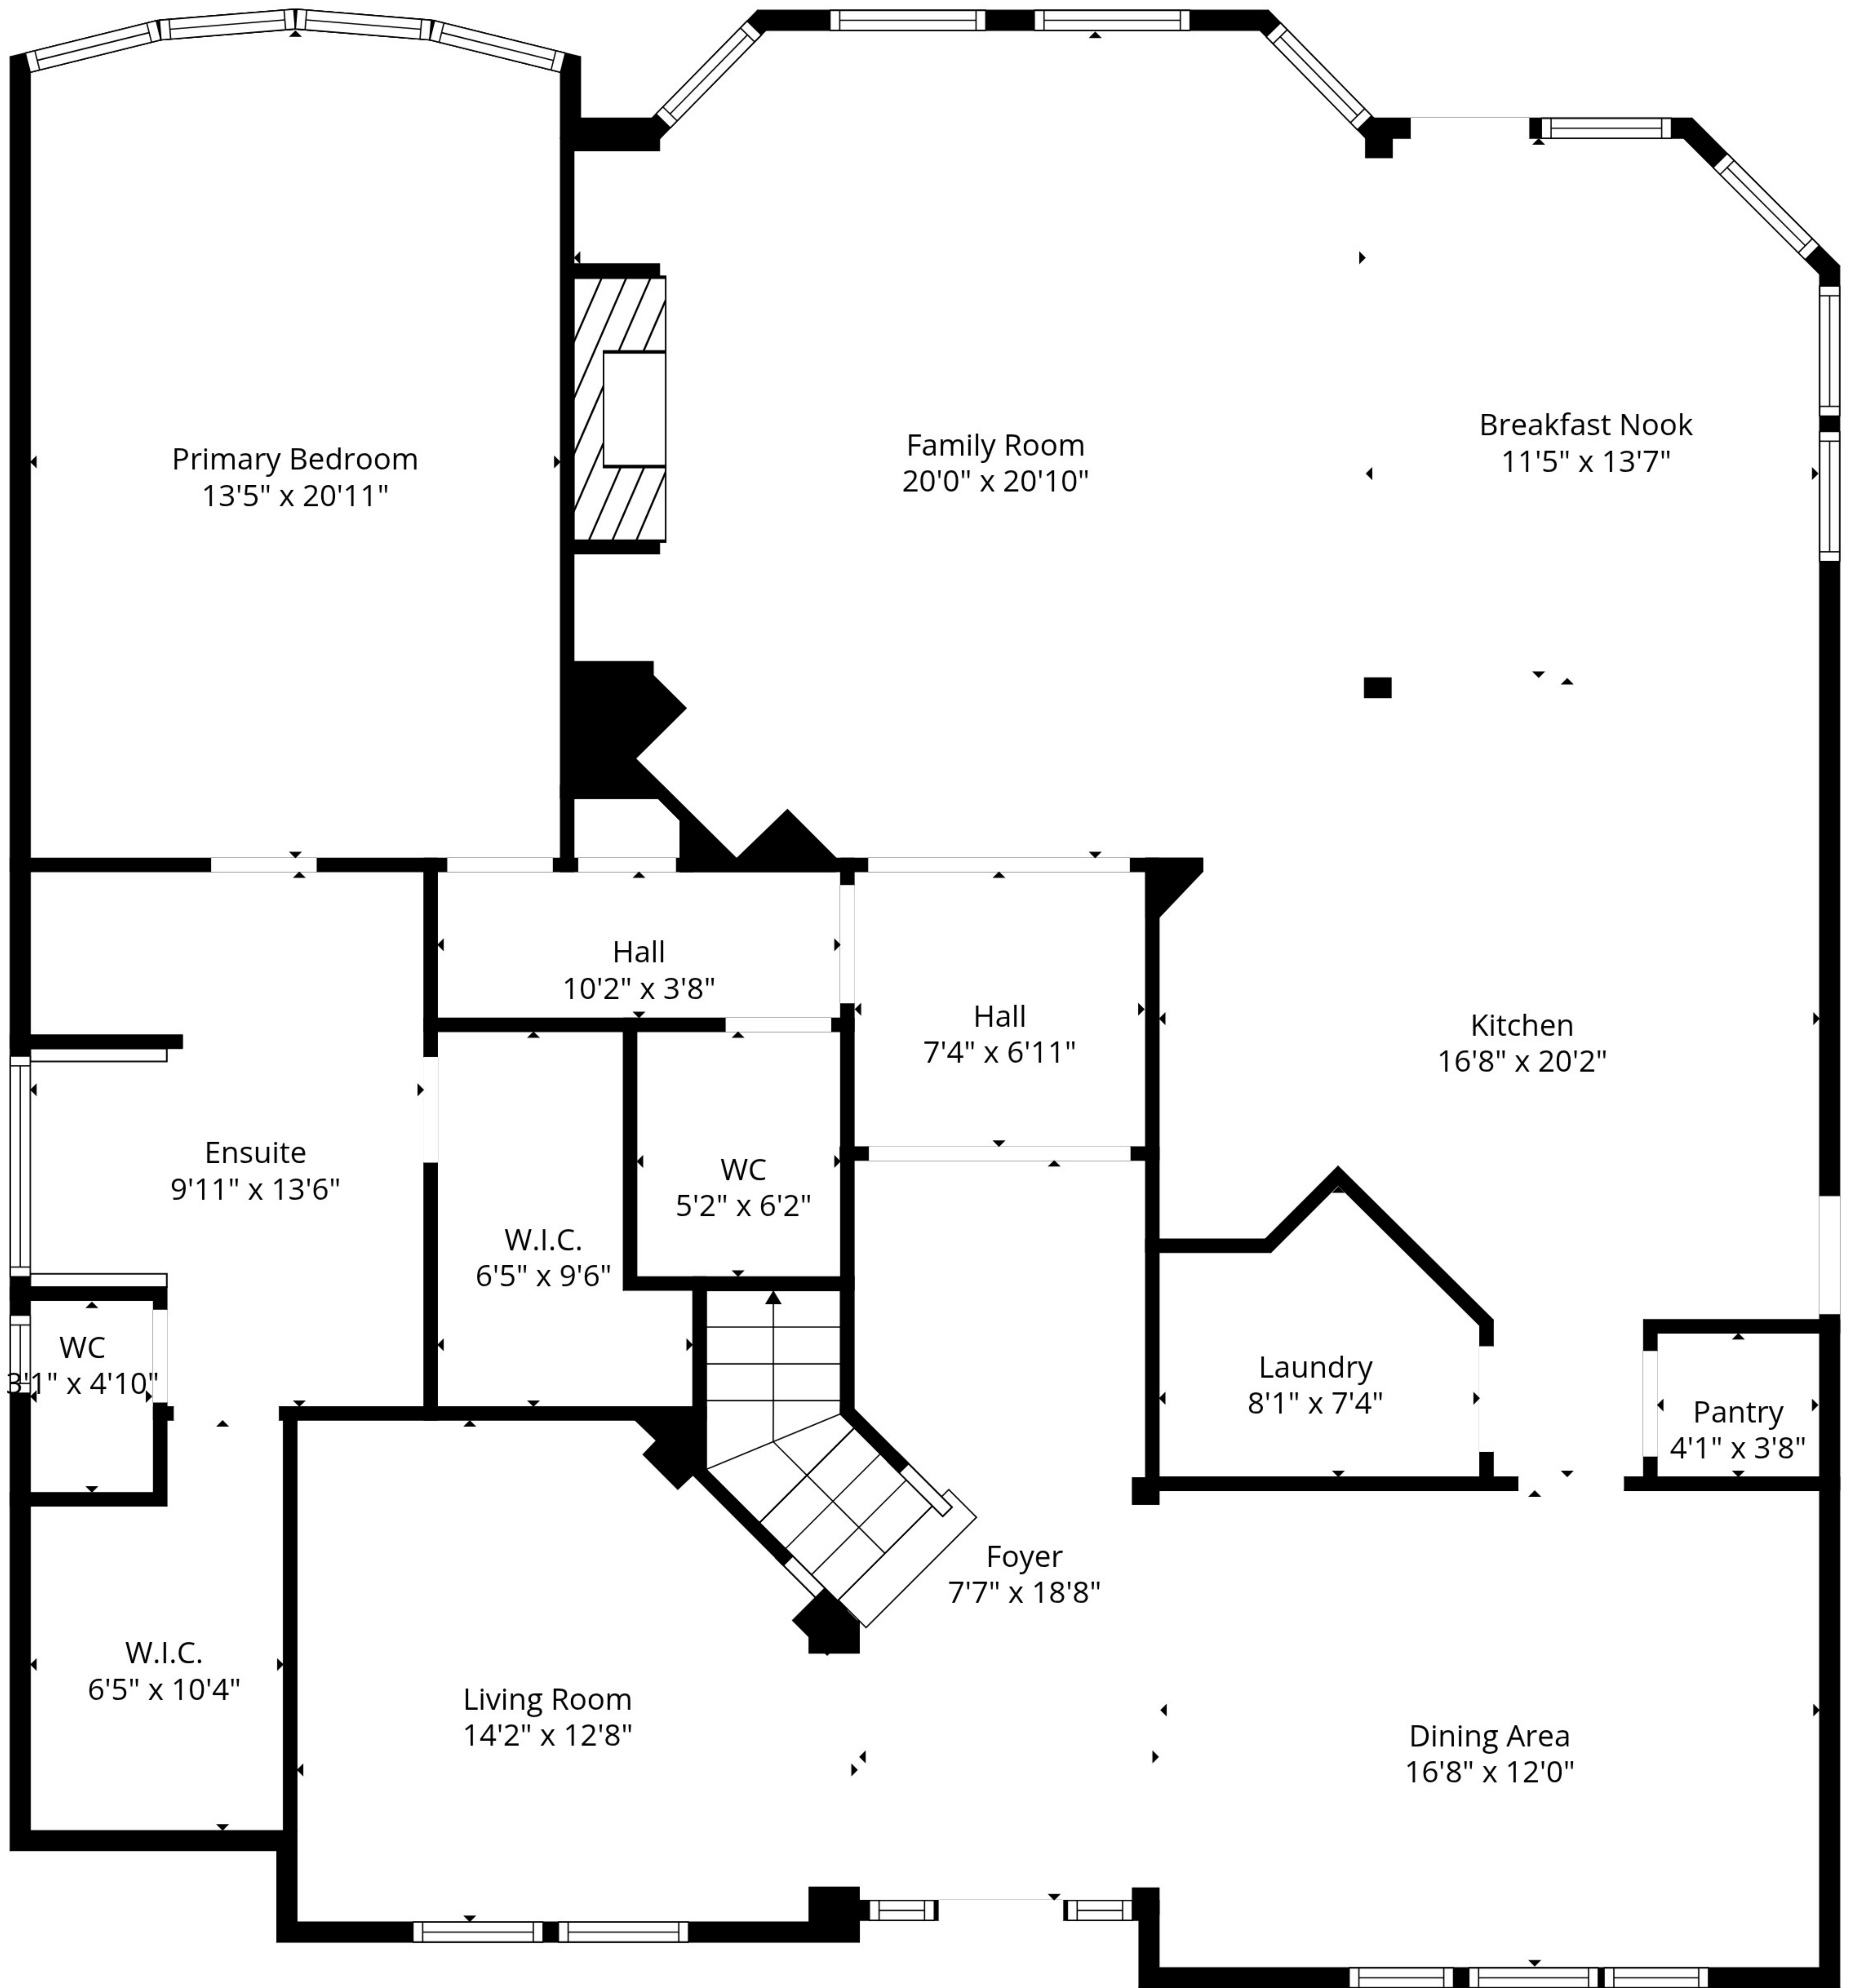 Primary Bedroom
13'5" x 20'11"
Family Room
20'0" x 20'10"
Breakfast Nook
11'5" x 13'7"
Hall
10'2" x 3'8"
Hall
7'4" x 6'11"
Kitchen
16'8" x 20'2"
Ensuite
9'11" x 13'6"
WC
5'2" x 6'2"
W.I.C.
6'5" x 9'6"
WC
3'1" x 4'10"
Laundry
8'1" x 7'4"
Pantry
4'1" x 3'8"
Foyer
7'7" x 18'8"
W.I.C.
6'5" x 10'4"
Living Room
14'2" x 12'8"
Dining Area
16'8" x 12'0"